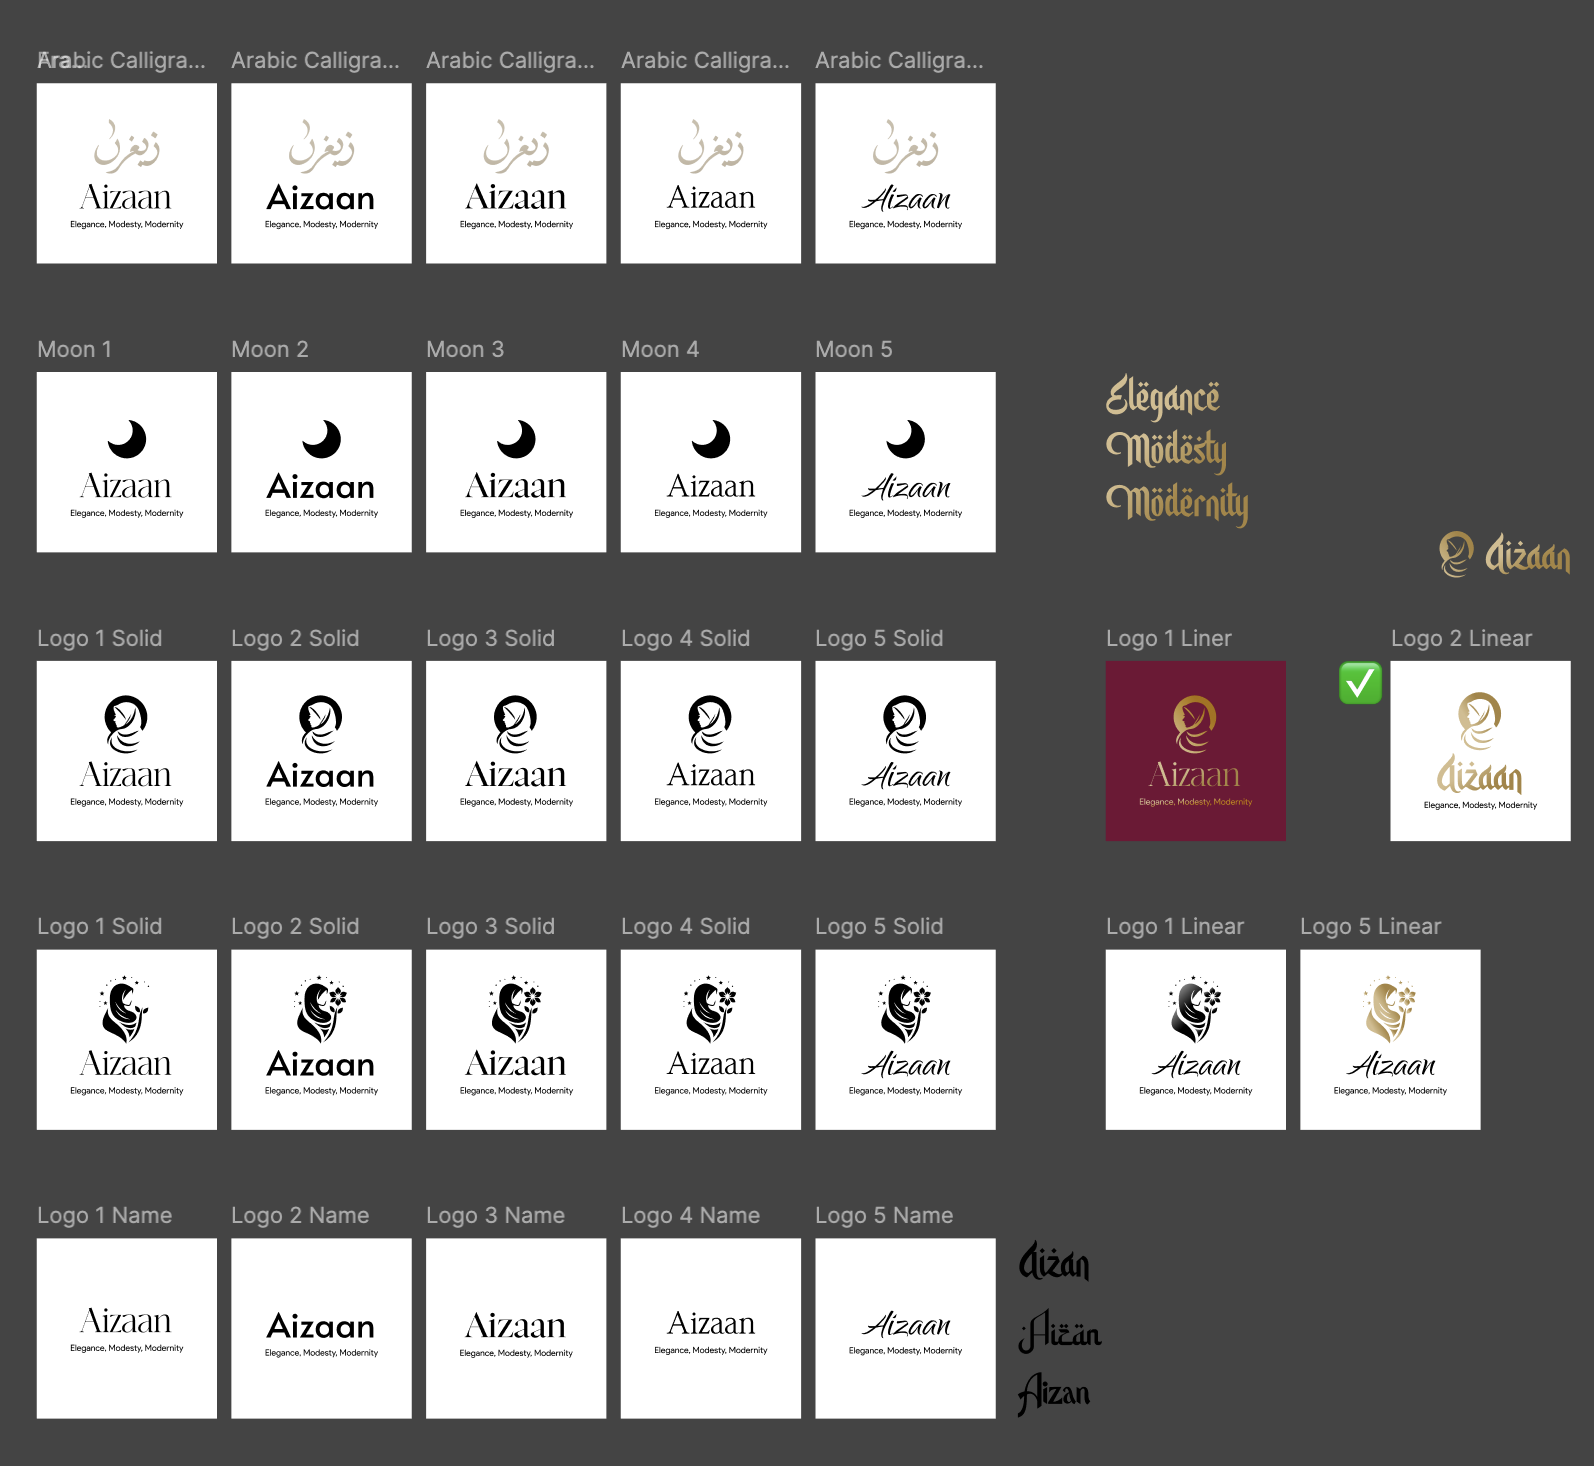 Arabic Calligra...
Arabic Calligra...
Arabic Calligra...
Arabic Calligra...
Arabic Calligra...
Aizaan
Elegance, Modesty, Modernity
Aizaan
Elegance, Modesty, Modernity
Aizaan
Elegance, Modesty, Modernity
Aizaan
Elegance, Modesty, Modernity
Aizaan
Elegance, Modesty, Modernity
Moon 1
Moon 2
Moon 3
Moon 4
Moon 5
Aizaan
Elegance, Modesty, Modernity
Aizaan
Elegance, Modesty, Modernity
Aizaan
Elegance, Modesty, Modernity
Aizaan
Elegance, Modesty, Modernity
Aizaan
Elegance, Modesty, Modernity
Elëgancë
Mödësty
Mödërnity
Aizaan
Logo 1 Solid
Logo 2 Solid
Logo 3 Solid
Logo 4 Solid
Logo 5 Solid
Logo 1 Liner
Logo 2 Linear
Aizaan
Elegance, Modesty, Modernity
Aizaan
Elegance, Modesty, Modernity
Aizaan
Elegance, Modesty, Modernity
Aizaan
Elegance, Modesty, Modernity
Aizaan
Elegance, Modesty, Modernity
Aizaan
Elegance, Modesty, Modernity
Aizaan
Elegance, Modesty, Modernity
Logo 1 Solid
Logo 2 Solid
Logo 3 Solid
Logo 4 Solid
Logo 5 Solid
Logo 1 Linear
Logo 5 Linear
Aizaan
Elegance, Modesty, Modernity
Aizaan
Elegance, Modesty, Modernity
Aizaan
Elegance, Modesty, Modernity
Aizaan
Elegance, Modesty, Modernity
Aizaan
Elegance, Modesty, Modernity
Aizaan
Elegance, Modesty, Modernity
Aizaan
Elegance, Modesty, Modernity
Logo 1 Name
Logo 2 Name
Logo 3 Name
Logo 4 Name
Logo 5 Name
Aizaan
Elegance, Modesty, Modernity
Aizaan
Elegance, Modesty, Modernity
Aizaan
Elegance, Modesty, Modernity
Aizaan
Elegance, Modesty, Modernity
Aizaan
Elegance, Modesty, Modernity
Aizan
Aizan
Aizan